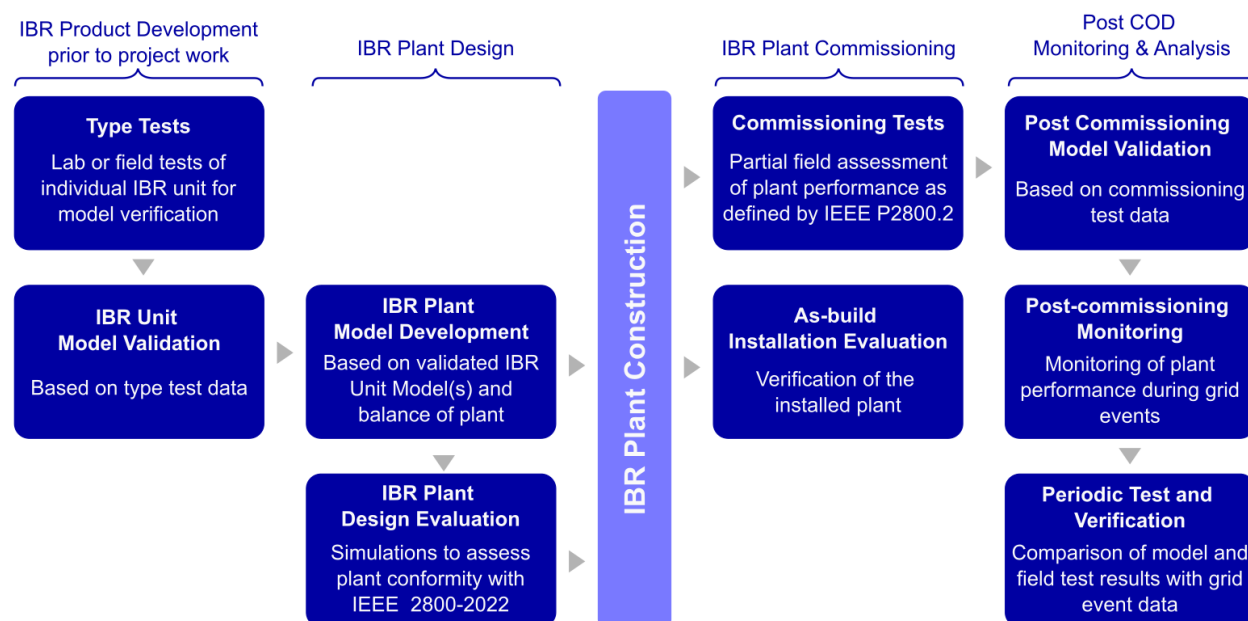 IBR Product Development
prior to project work
IBR Plant Design
IBR Plant Commissioning
Post COD
Monitoring & Analysis
Type Tests
Lab or field tests of
individual IBR unit for
model verification
IBR Unit
Model Validation
Based on type test data
IBR Plant
Model Development
Based on validated IBR
Unit Model(s) and
balance of plant
IBR Plant
Design Evaluation
Simulations to assess
plant conformity with
IEEE 2800-2022
IBR Plant Construction
Commissioning Tests
Partial field assessment
of plant performance as
defined by IEEE P2800.2
As-build
Installation Evaluation
Verification of the
installed plant
Post Commissioning
Model Validation
Based on commissioning
test data
Post-commissioning
Monitoring
Monitoring of plant
performance during grid
events
Periodic Test and
Verification
Comparison of model and
field test results with grid
event data